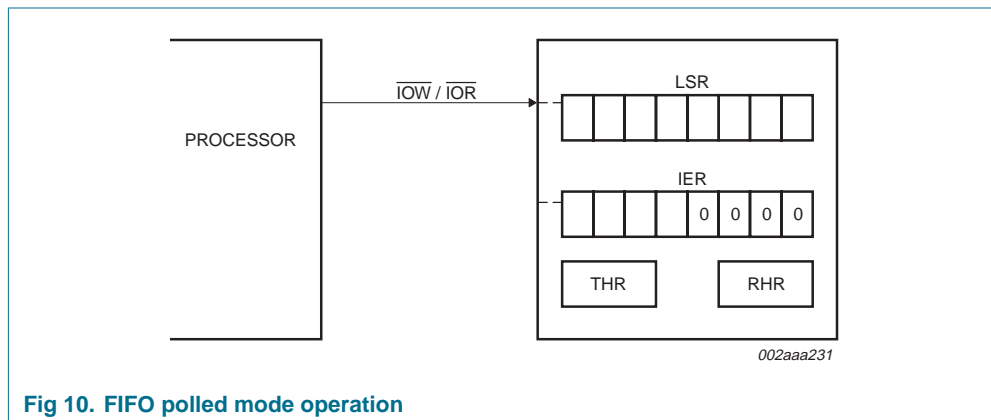 PROCESSOR
IOW / IOR
LSR
IER
0 0 0 0
THR RHR
002aaa231
Fig 10. FIFO polled mode operation